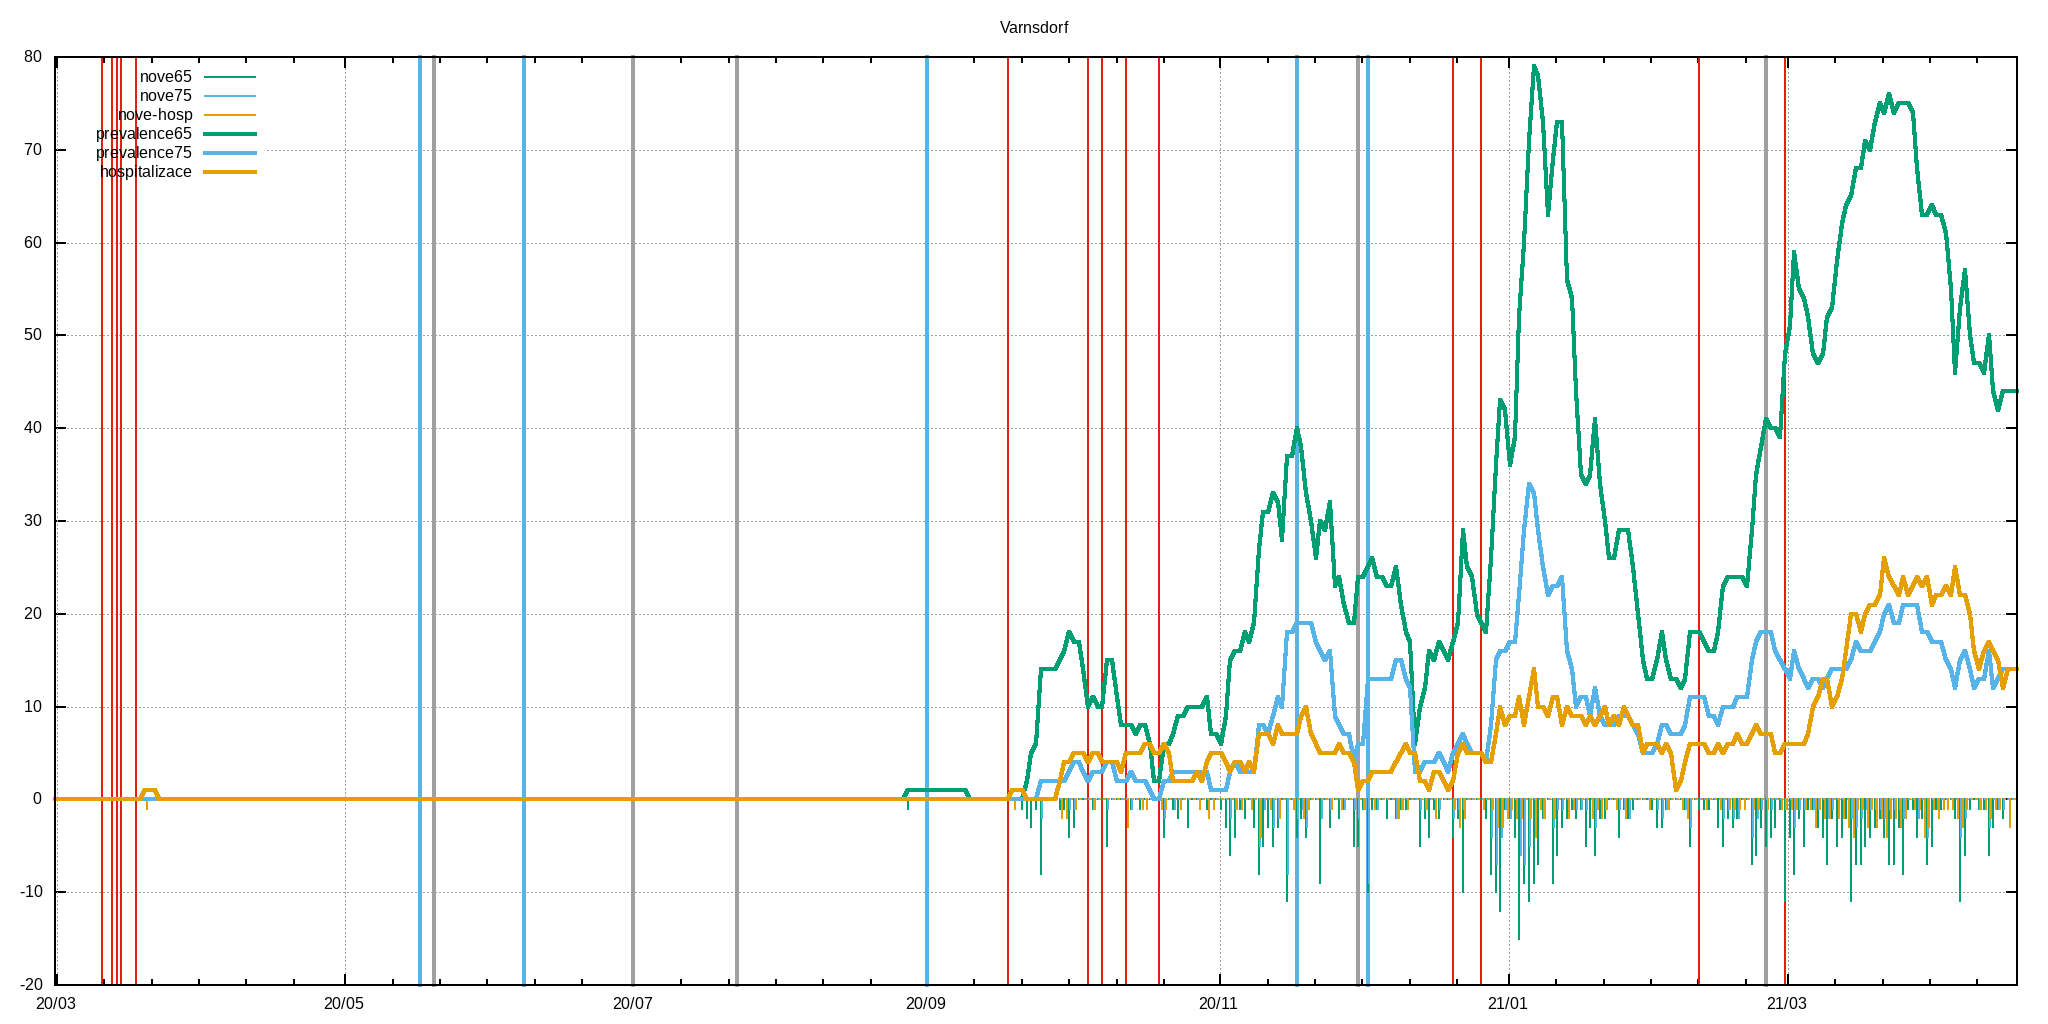 Varnsdorf
80
nove65
nove75
nove-hosp
prevalence65
prevalence75
hospitalizace
70
60
50
40
30
20
10
0
-10
-20
20/03 20/05 20/07 20/09 20/11 21/01 21/03